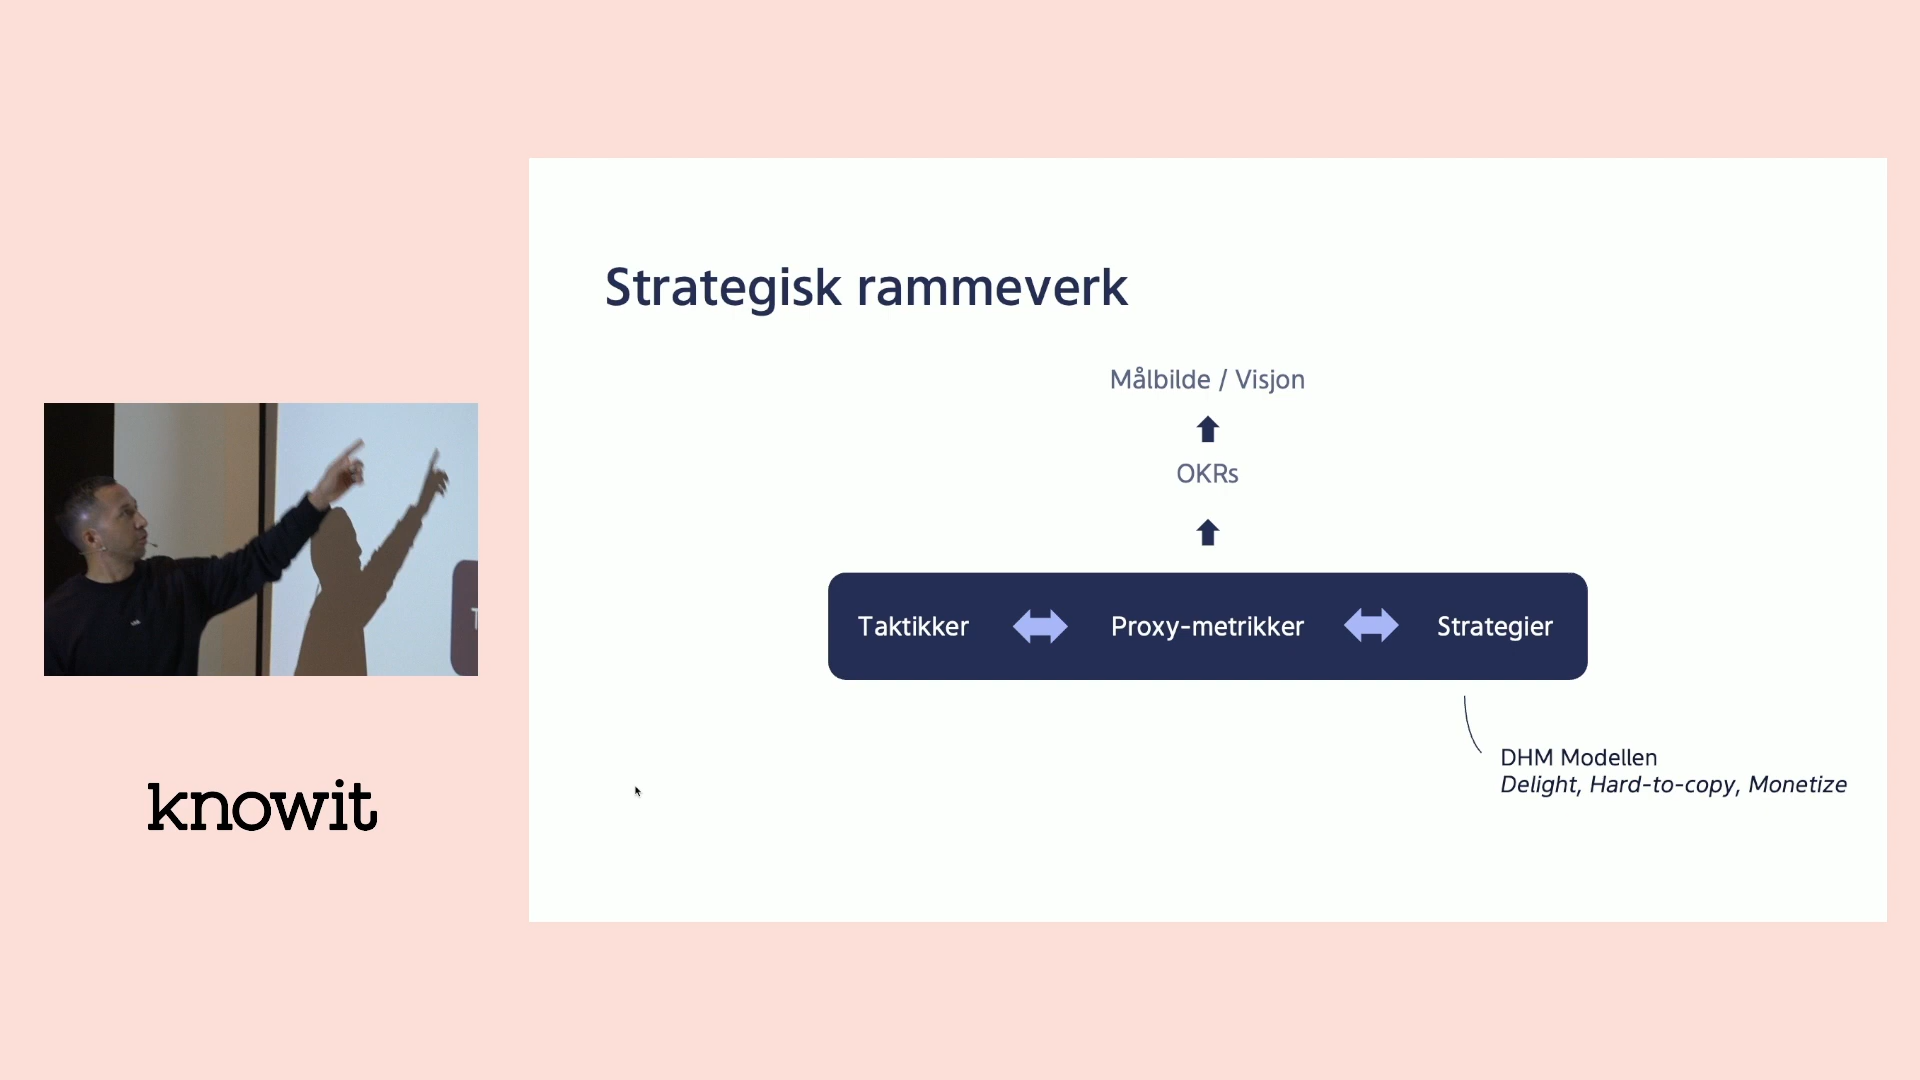 Strategisk rammeverk
Målbilde / Visjon
OKRs
Taktikker Proxy-metrikker Strategier
DHM Modellen
Delight, Hard-to-copy, Monetize
knowit